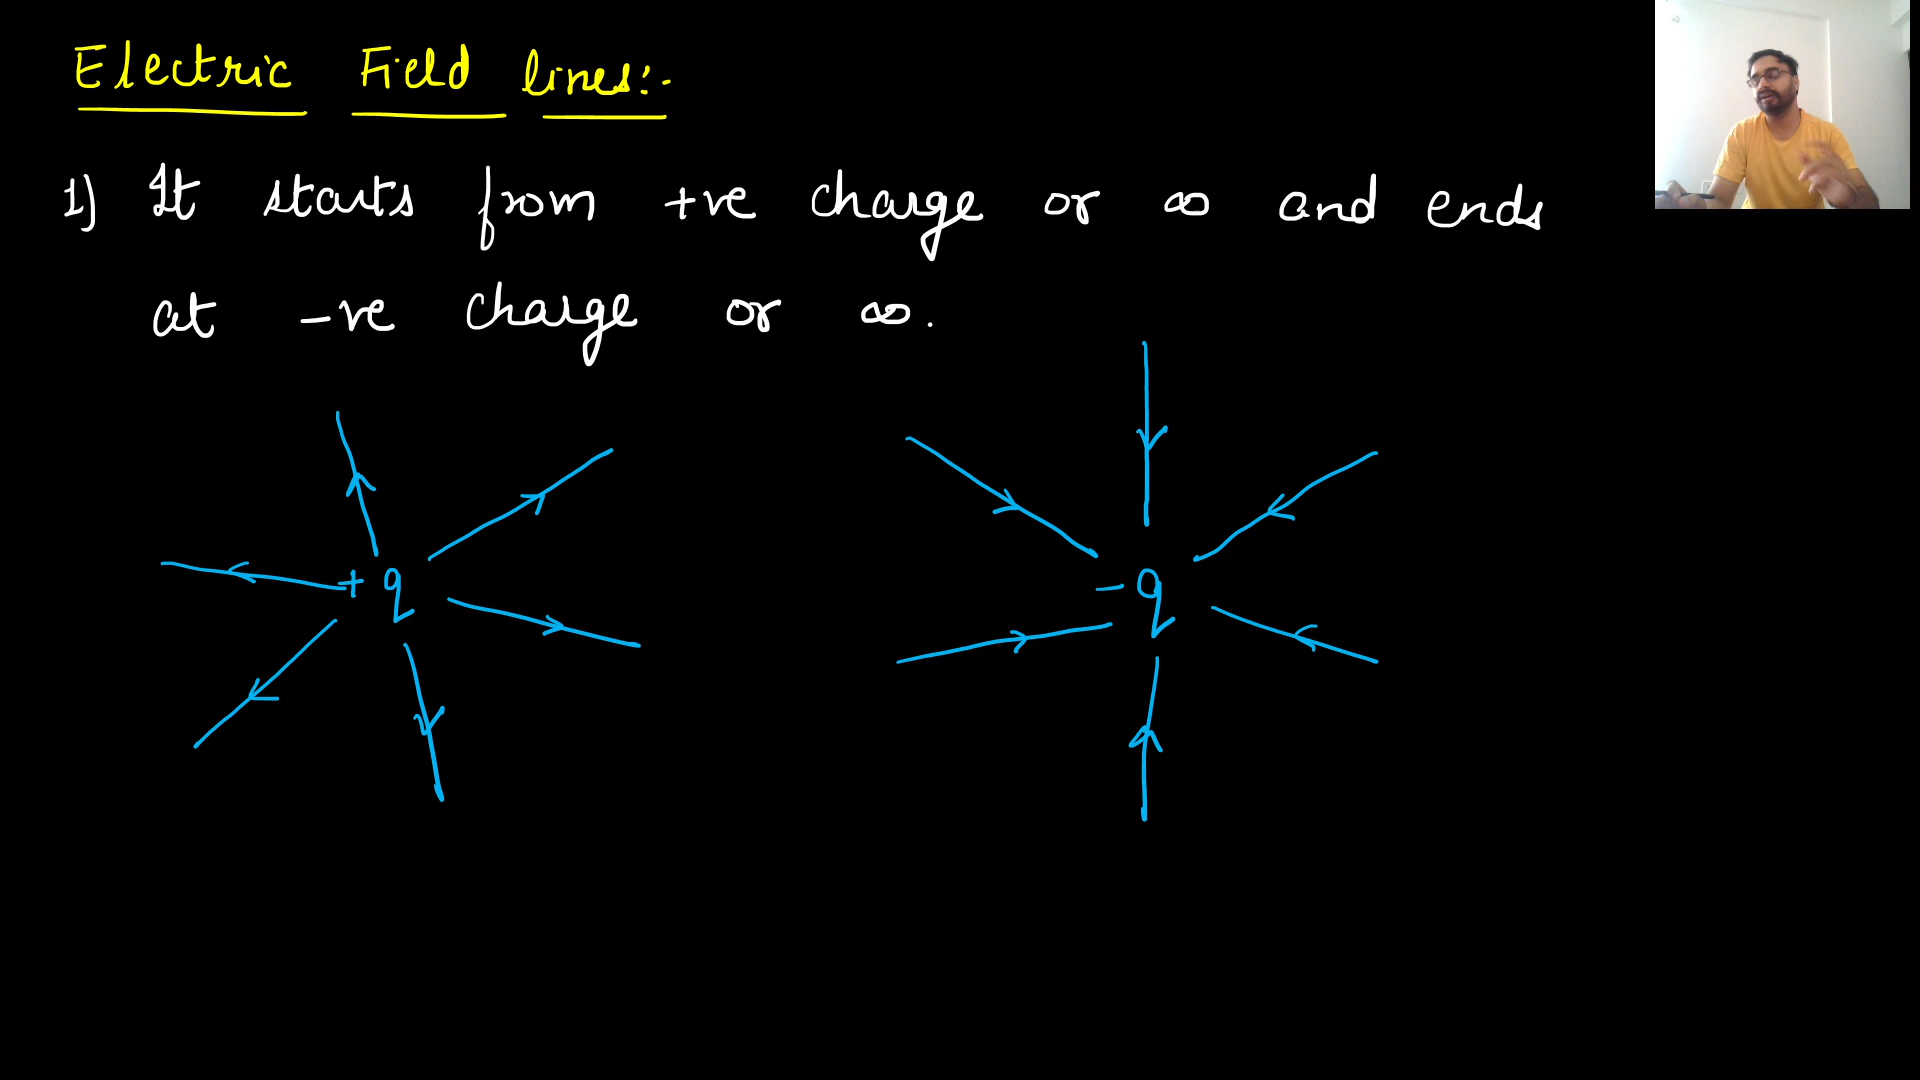 Electric Field lines:-
1) It starts from +ve charge or ∞ and ends
at -ve charge or ∞.
+q
-q